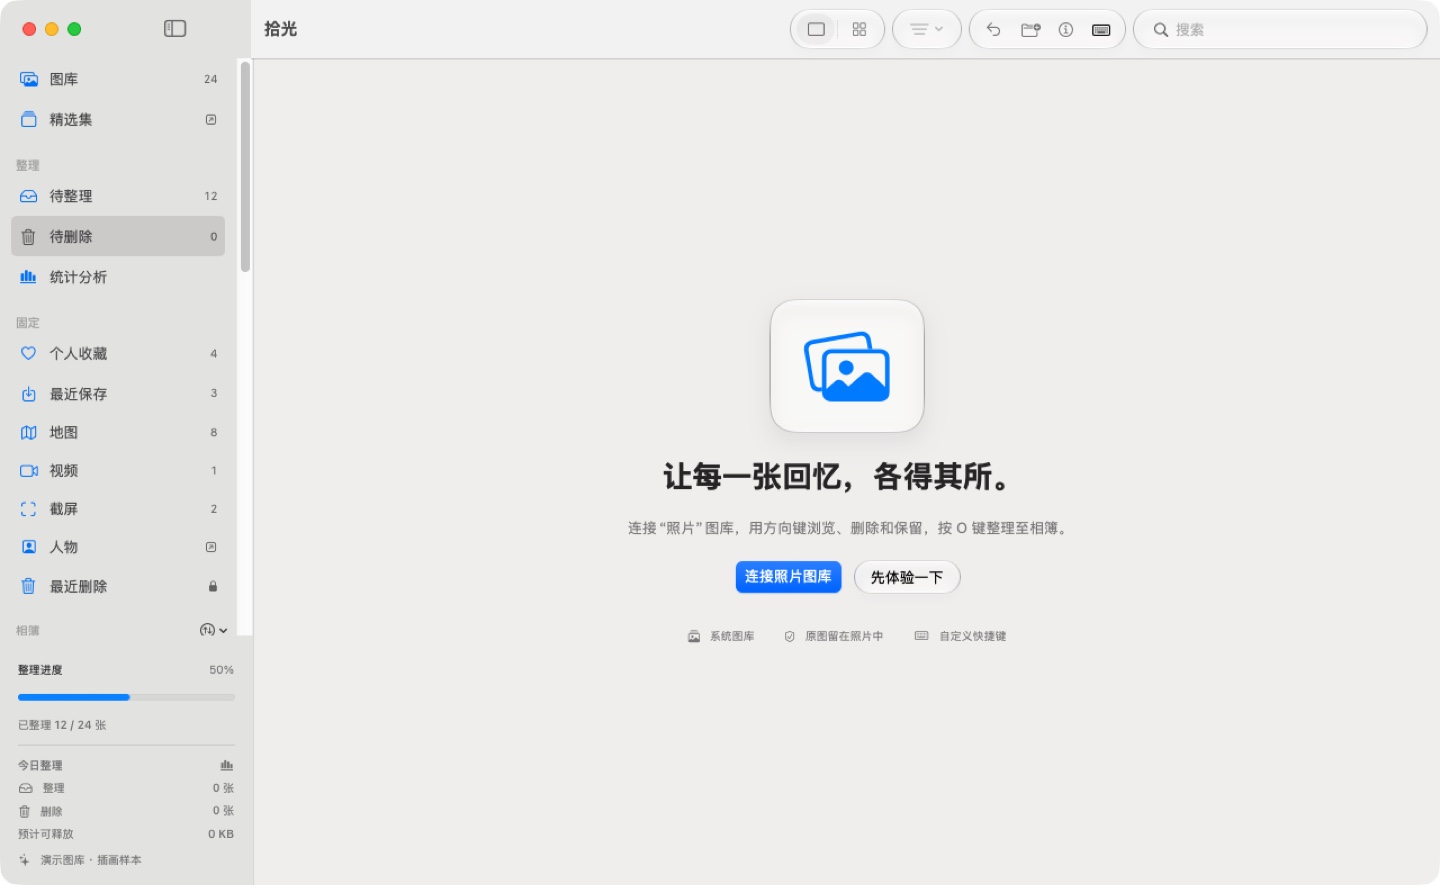 拾光
搜索
图库 24
精选集
整理
待整理 12
待删除 0
统计分析
固定
个人收藏 4
最近保存 3
地图 8
视频 1
截屏 2
人物
最近删除
相簿
整理进度 50%
已整理 12 / 24 张
今日整理
整理 0 张
删除 0 张
预计可释放 0 KB
演示图库 · 插画样本
让每一张回忆，各得其所。
连接“照片”图库，用方向键浏览、删除和保留，按 O 键整理至相簿。
连接照片图库 先体验一下
系统图库 原图留在照片中 自定义快捷键